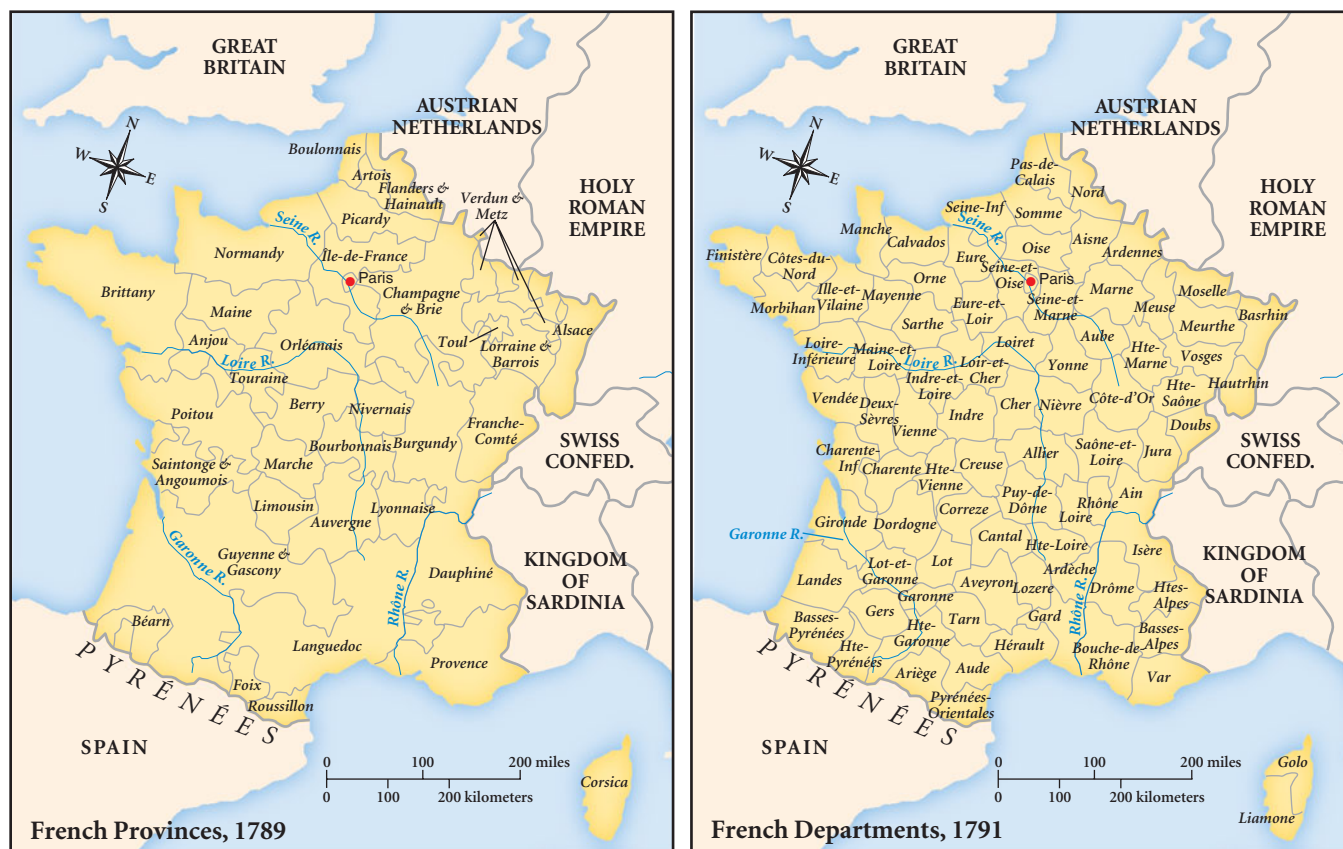 GREAT
BRITAIN
AUSTRIAN
NETHERLANDS
HOLY
ROMAN
EMPIRE
N
W
E
S
Boulonnais
Artois
Flanders &
Hainault
Verdun &
Metz
Picardy
Seine R.
Normandy
Île-de-France
Paris
Brittany
Champagne
& Brie
Maine
Alsace
Anjou
Orléanais
Toul
Lorraine &
Barrois
Loire R.
Touraine
Berry
Nivernais
Poitou
Franche-
Comté
Bourbonnais
Burgundy
SWISS
CONFED.
Saintonge &
Angoumois
Marche
Limousin
Lyonnaise
Auvergne
Garonne R.
Guyenne &
Gascony
KINGDOM
OF
SARDINIA
Dauphiné
Rhône R.
Béarn
Languedoc
Provence
PYRÉNÉES
Foix
Roussillon
SPAIN
0 100 200 miles
0 100 200 kilometers
Corsica
French Provinces, 1789
GREAT
BRITAIN
AUSTRIAN
NETHERLANDS
HOLY
ROMAN
EMPIRE
N
W
E
S
Pas-de-
Calais
Nord
Seine-Inf
Somme
Seine R.
Manche
Calvados
Oise
Aisne
Ardennes
Finistère
Côtes-du-
Nord
Eure
Seine-et-
Oise
Paris
Orne
Ille-et-
Vilaine
Mayenne
Morbihan
Eure-et-
Loir
Seine-et-
Marne
Marne
Meuse
Moselle
Basrhin
Meurthe
Sarthe
Aube
Loire-
Inférieure
Maine-et-
Loire
Loire R.
Loir-et-
Cher
Loiret
Yonne
Hte-
Marne
Vosges
Indre-et-
Loire
Hautrhin
Hte-
Saône
Vendée
Deux-
Sèvres
Vienne
Indre
Cher
Nièvre
Côte-d'Or
Doubs
SWISS
CONFED.
Charente-
Inf
Charente
Hte-
Vienne
Creuse
Allier
Saône-et-
Loire
Jura
Puy-de-
Dôme
Rhône
Loire
Ain
Correze
Gironde
Dordogne
Garonne R.
Cantal
Hte-Loire
Isère
KINGDOM
OF
SARDINIA
Landes
Lot-et-
Garonne
Garonne
Lot
Aveyron
Lozere
Ardèche
Rhône R.
Drôme
Htes-
Alpes
Gers
Tarn
Gard
Basses-
Pyrénées
Hte-
Garonne
Hérault
Basses-
Alpes
Bouche-de-
Rhône
Hte-
Pyrénées
Ariège
Aude
Var
PYRÉNÉES
Pyrénées-
Orientales
SPAIN
0 100 200 miles
0 100 200 kilometers
Golo
Liamone
French Departments, 1791